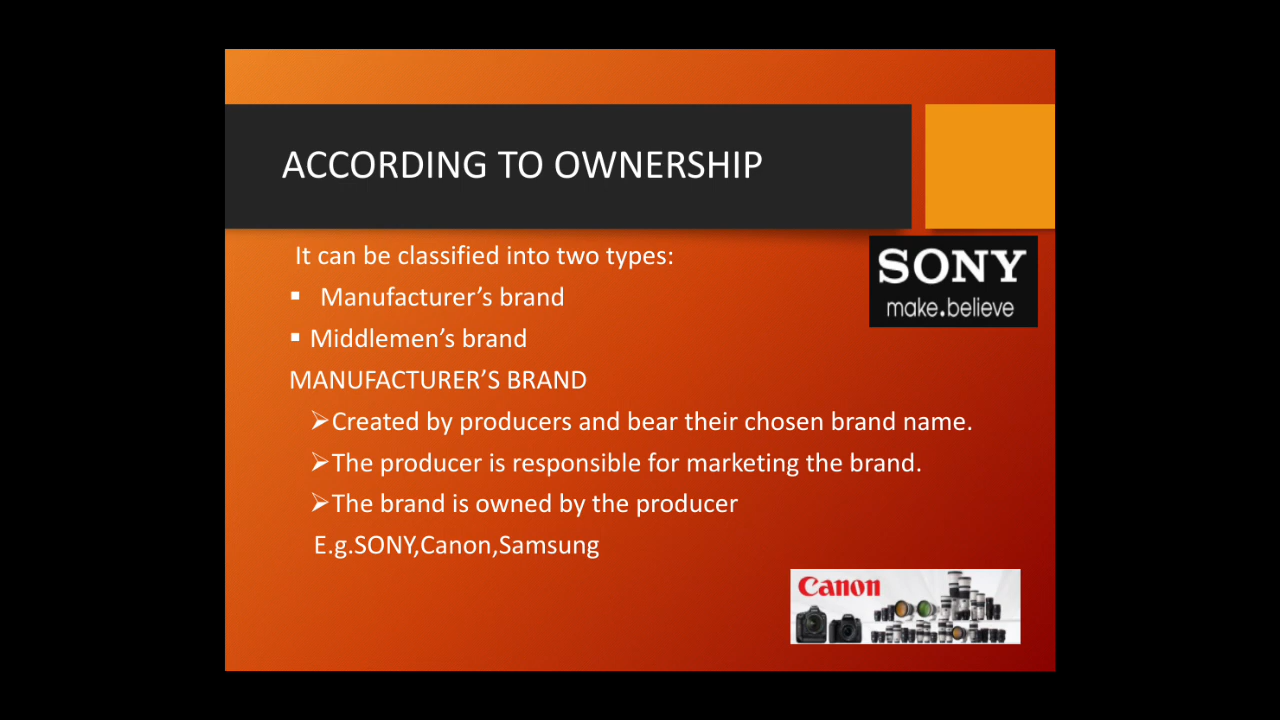 ACCORDING TO OWNERSHIP
It can be classified into two types:
▪ Manufacturer’s brand
▪ Middlemen’s brand
MANUFACTURER’S BRAND
➢Created by producers and bear their chosen brand name.
➢The producer is responsible for marketing the brand.
➢The brand is owned by the producer
E.g.SONY,Canon,Samsung
SONY
make.believe
Canon